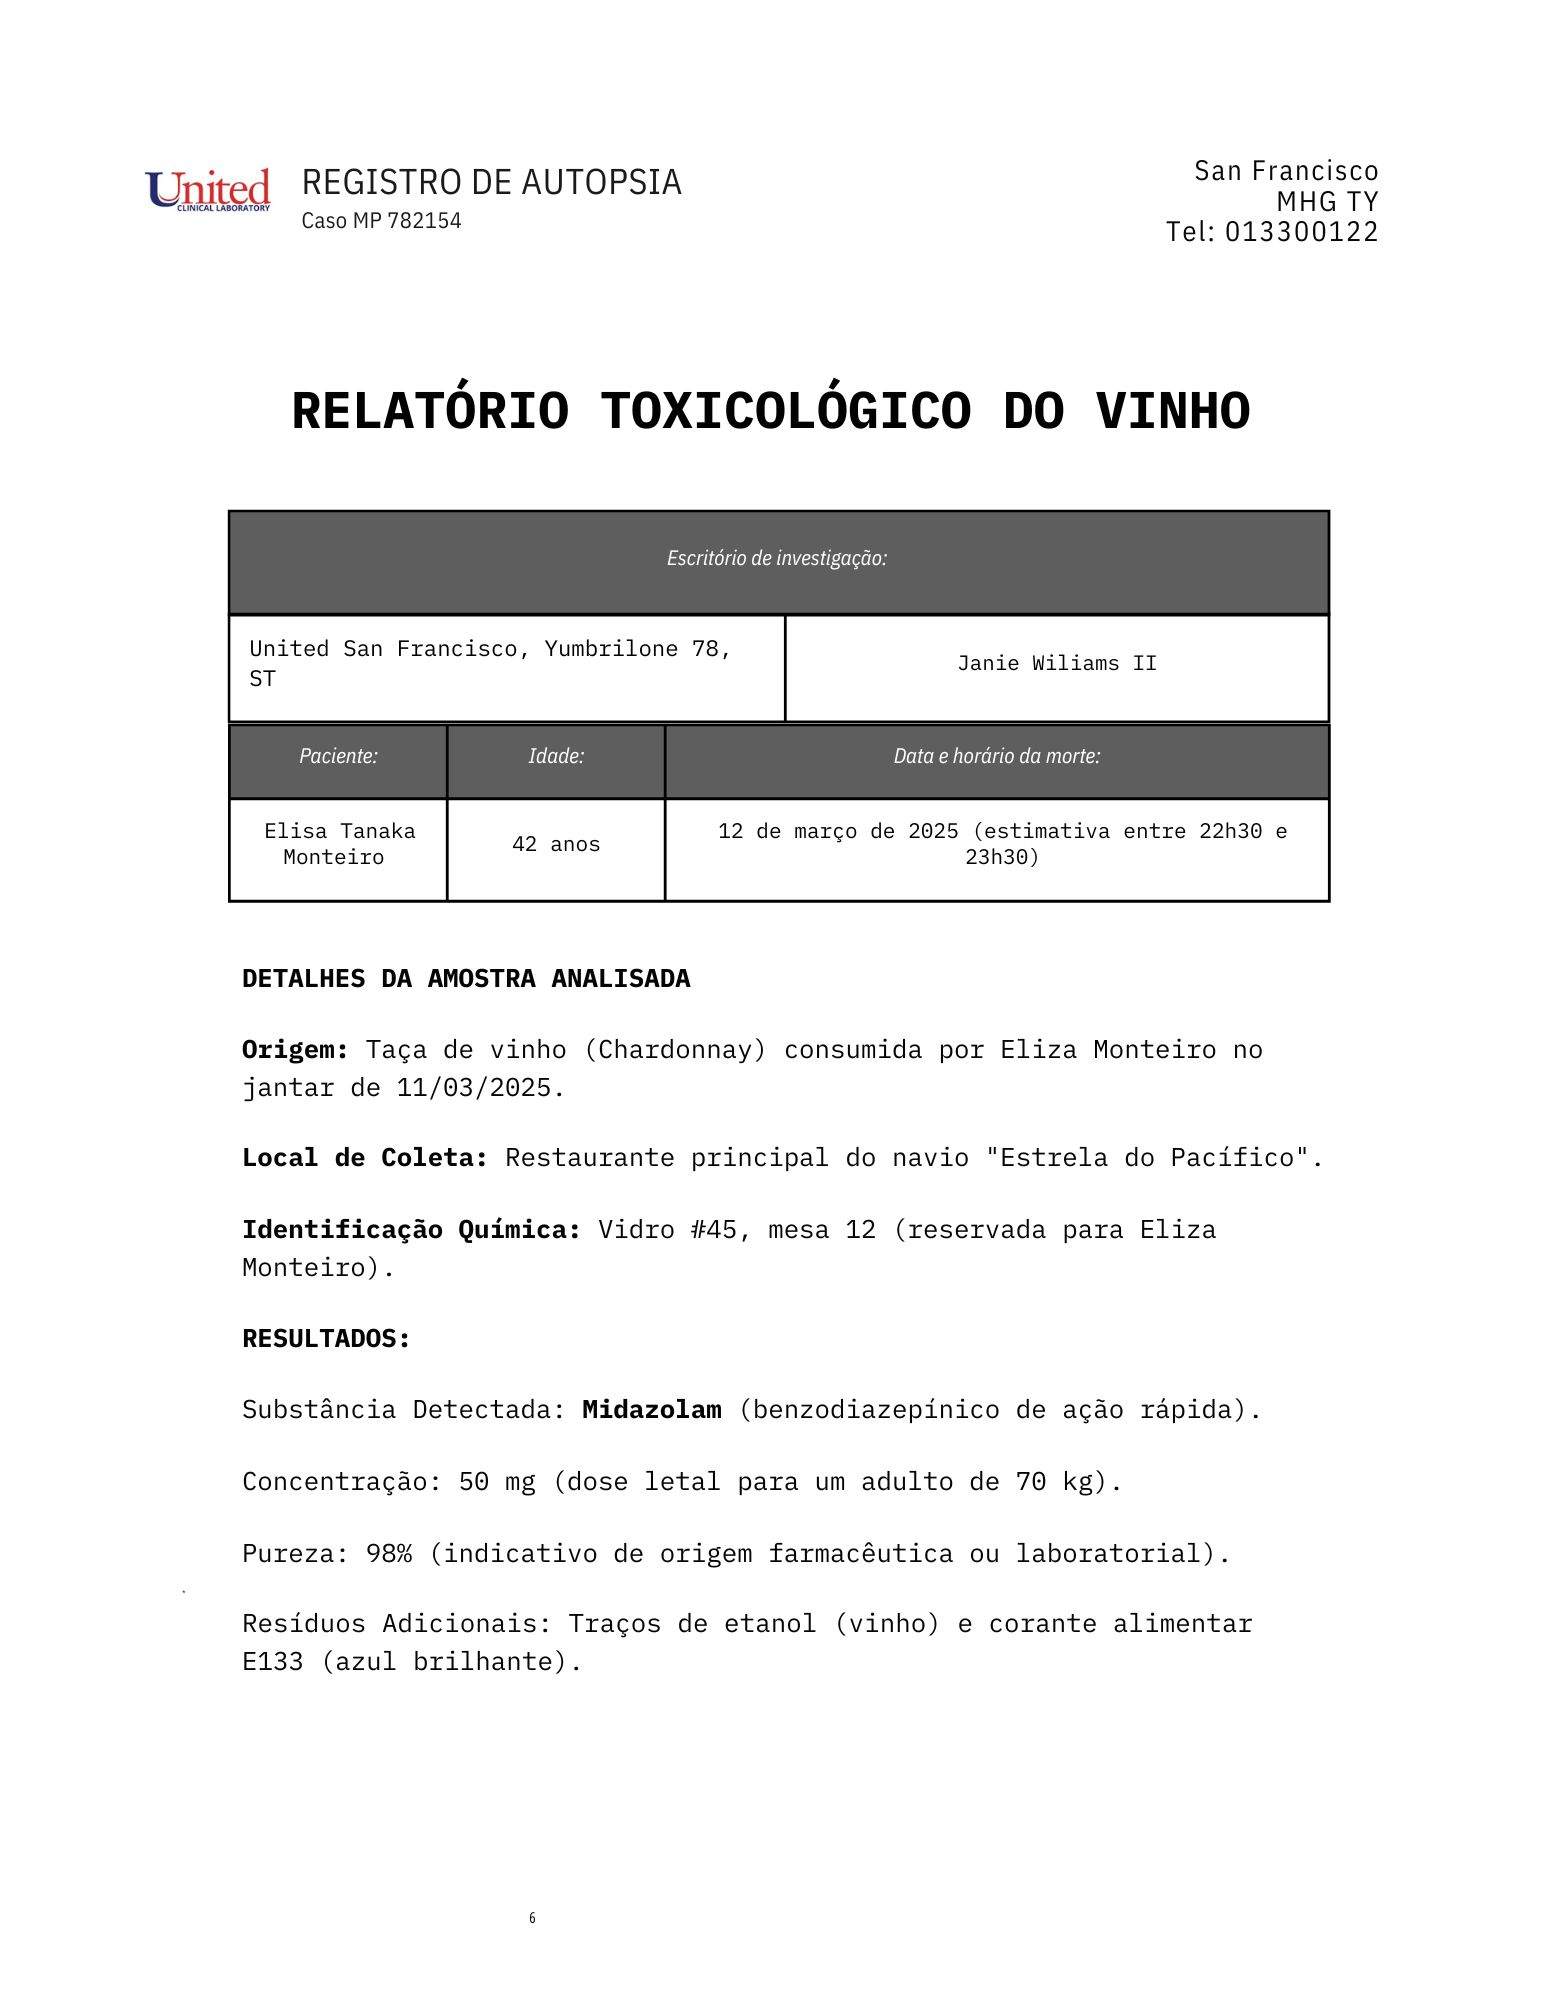 United
CLINICAL LABORATORY
REGISTRO DE AUTOPSIA
Caso MP 782154
San Francisco
MHG TY
Tel: 013300122
RELATÓRIO TOXICOLÓGICO DO VINHO
Escritório de investigação:
United San Francisco, Yumbrilone 78,
ST
Janie Wiliams II
Paciente:
Idade:
Data e horário da morte:
Elisa Tanaka
Monteiro
42 anos
12 de março de 2025 (estimativa entre 22h30 e
23h30)
DETALHES DA AMOSTRA ANALISADA
Origem: Taça de vinho (Chardonnay) consumida por Eliza Monteiro no
jantar de 11/03/2025.
Local de Coleta: Restaurante principal do navio "Estrela do Pacífico".
Identificação Química: Vidro #45, mesa 12 (reservada para Eliza
Monteiro).
RESULTADOS:
Substância Detectada: Midazolam (benzodiazepínico de ação rápida).
Concentração: 50 mg (dose letal para um adulto de 70 kg).
Pureza: 98% (indicativo de origem farmacêutica ou laboratorial).
Resíduos Adicionais: Traços de etanol (vinho) e corante alimentar
E133 (azul brilhante).
6